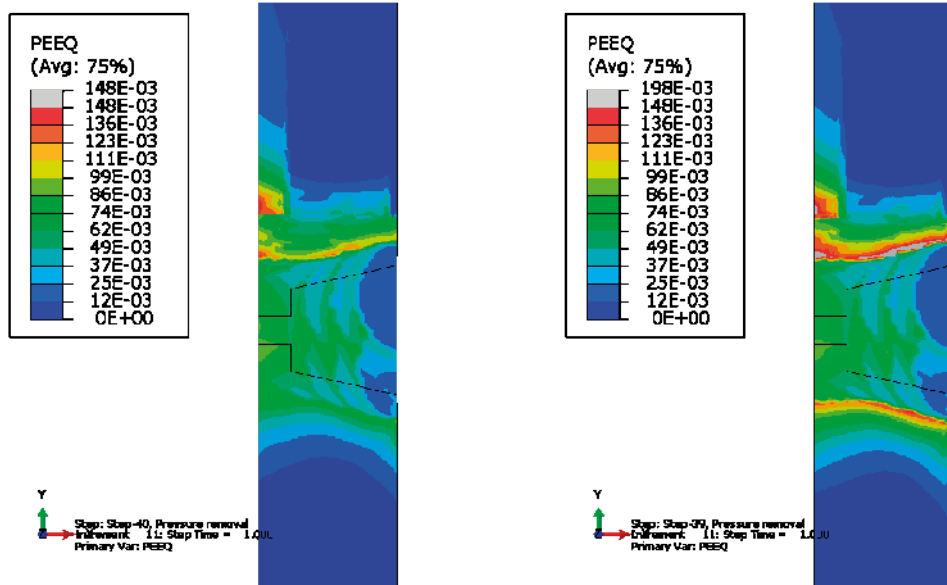 PEEQ
(Avg: 75%)
148E-03
148E-03
136E-03
123E-03
111E-03
99E-03
86E-03
74E-03
62E-03
49E-03
37E-03
25E-03
12E-03
0E+00
Y
Step: Step-40, Pressure removal
Increment 11: Step Time = 1.000
Primary Var: PEEQ
PEEQ
(Avg: 75%)
198E-03
148E-03
136E-03
123E-03
111E-03
99E-03
86E-03
74E-03
62E-03
49E-03
37E-03
25E-03
12E-03
0E+00
Y
Step: Step-39, Pressure removal
Increment 11: Step Time = 1.000
Primary Var: PEEQ